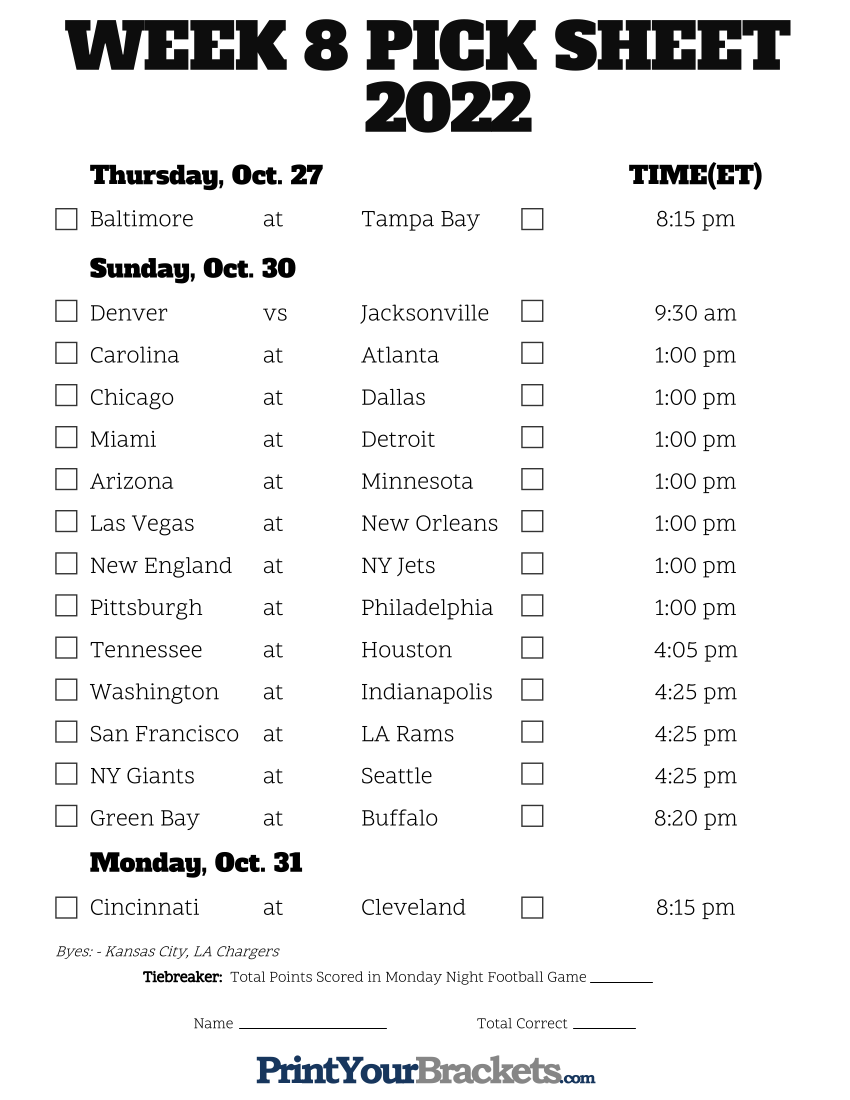 WEEK 8 PICK SHEET
2022
Thursday, Oct. 27 TIME(ET)
Baltimore at Tampa Bay 8:15 pm
Sunday, Oct. 30
Denver vs Jacksonville 9:30 am
Carolina at Atlanta 1:00 pm
Chicago at Dallas 1:00 pm
Miami at Detroit 1:00 pm
Arizona at Minnesota 1:00 pm
Las Vegas at New Orleans 1:00 pm
New England at NY Jets 1:00 pm
Pittsburgh at Philadelphia 1:00 pm
Tennessee at Houston 4:05 pm
Washington at Indianapolis 4:25 pm
San Francisco at LA Rams 4:25 pm
NY Giants at Seattle 4:25 pm
Green Bay at Buffalo 8:20 pm
Monday, Oct. 31
Cincinnati at Cleveland 8:15 pm
Byes: - Kansas City, LA Chargers
Tiebreaker: Total Points Scored in Monday Night Football Game
Name Total Correct
PrintYourBrackets.com